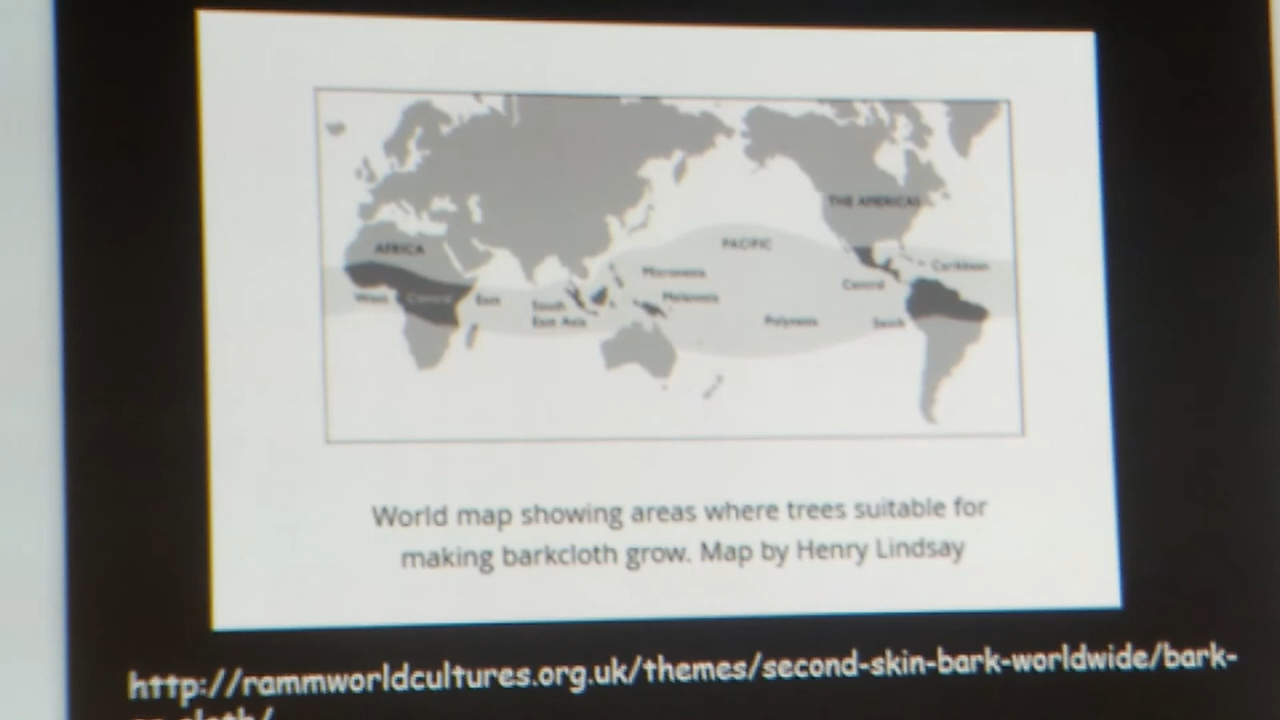 THE AMERICAS
AFRICA
PACIFIC
Caribbean
Micronesia
Central
West Central East
South
Melanesia
East Asia
Polynesia
South
World map showing areas where trees suitable for
making barkcloth grow. Map by Henry Lindsay
http://rammworldcultures.org.uk/themes/second-skin-bark-worldwide/bark-